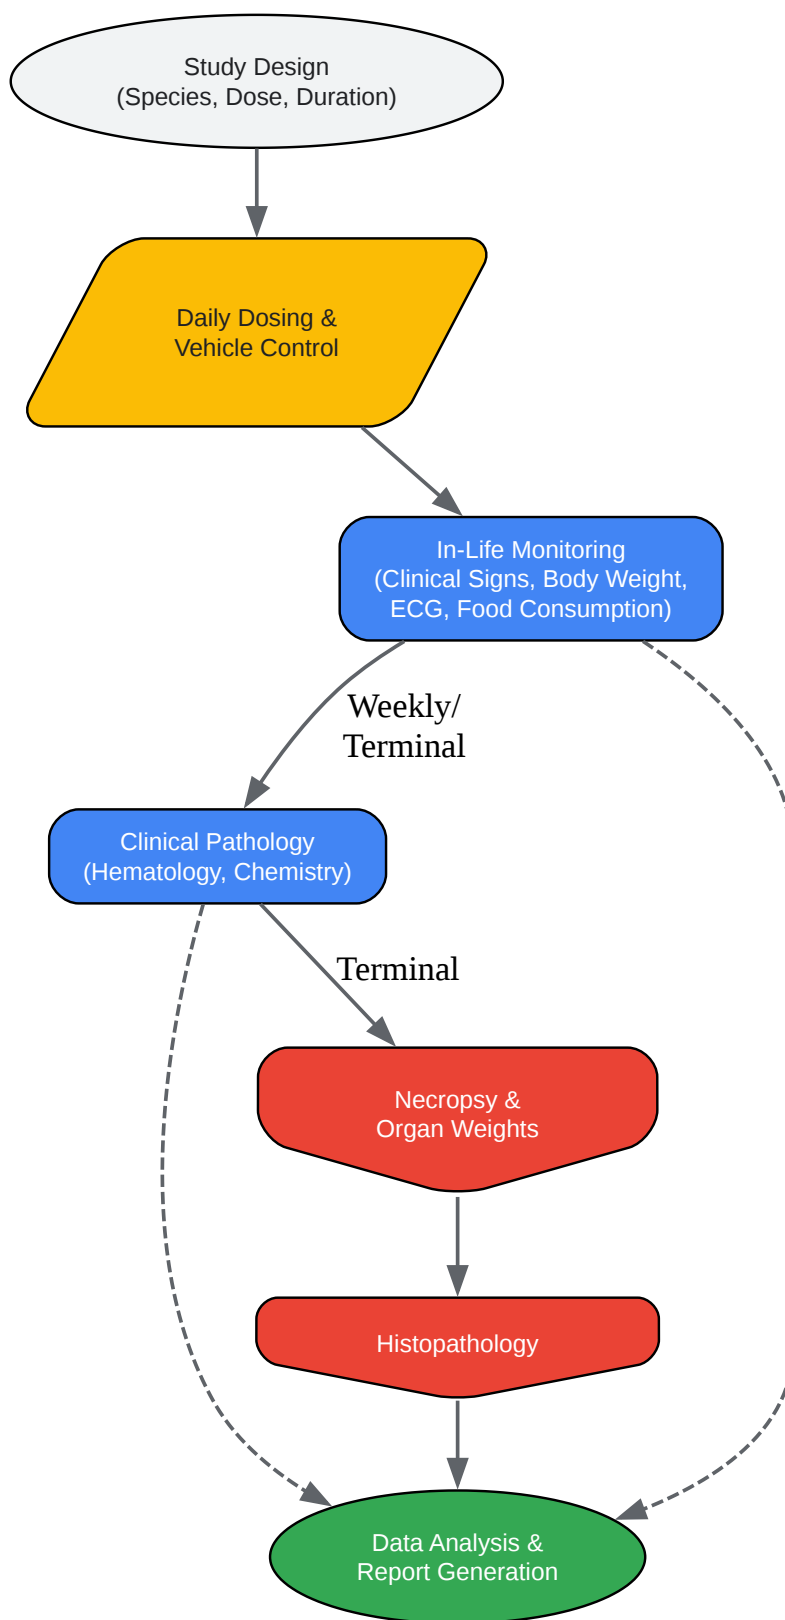 Study Design
(Species, Dose, Duration)
Daily Dosing &
Vehicle Control
In-Life Monitoring
(Clinical Signs, Body Weight,
ECG, Food Consumption)
Weekly/
Terminal
Clinical Pathology
(Hematology, Chemistry)
Terminal
Necropsy &
Organ Weights
Histopathology
Data Analysis &
Report Generation